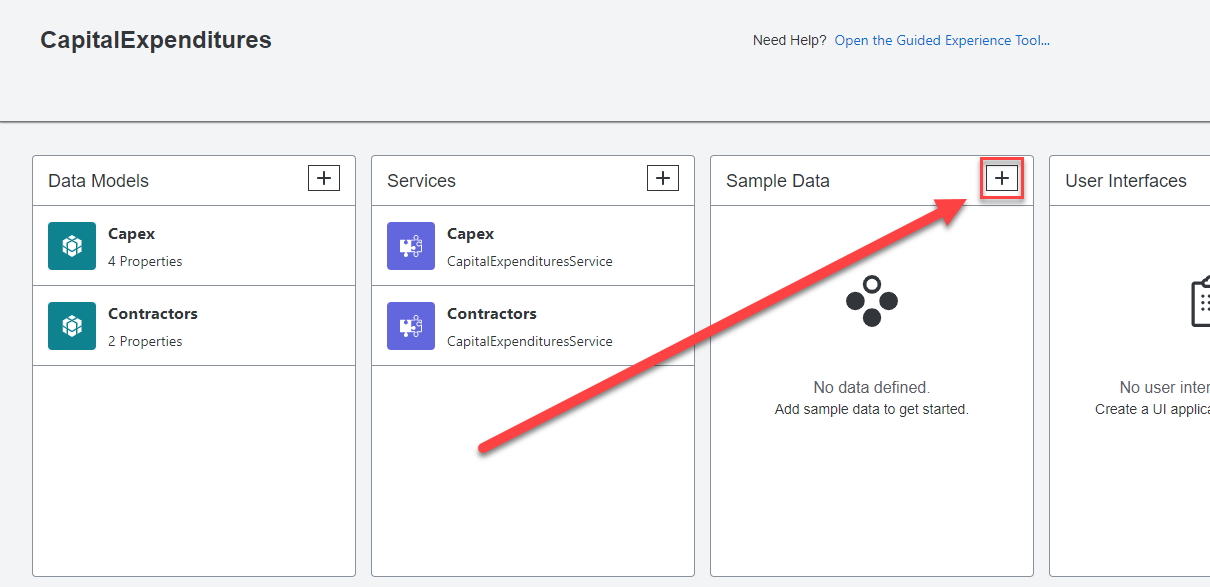 CapitalExpenditures
Need Help? Open the Guided Experience Tool...
Data Models
Capex
4 Properties
Contractors
2 Properties
Services
Capex
CapitalExpendituresService
Contractors
CapitalExpendituresService
Sample Data
No data defined.
Add sample data to get started.
User Interfaces
No user inter
Create a UI applica